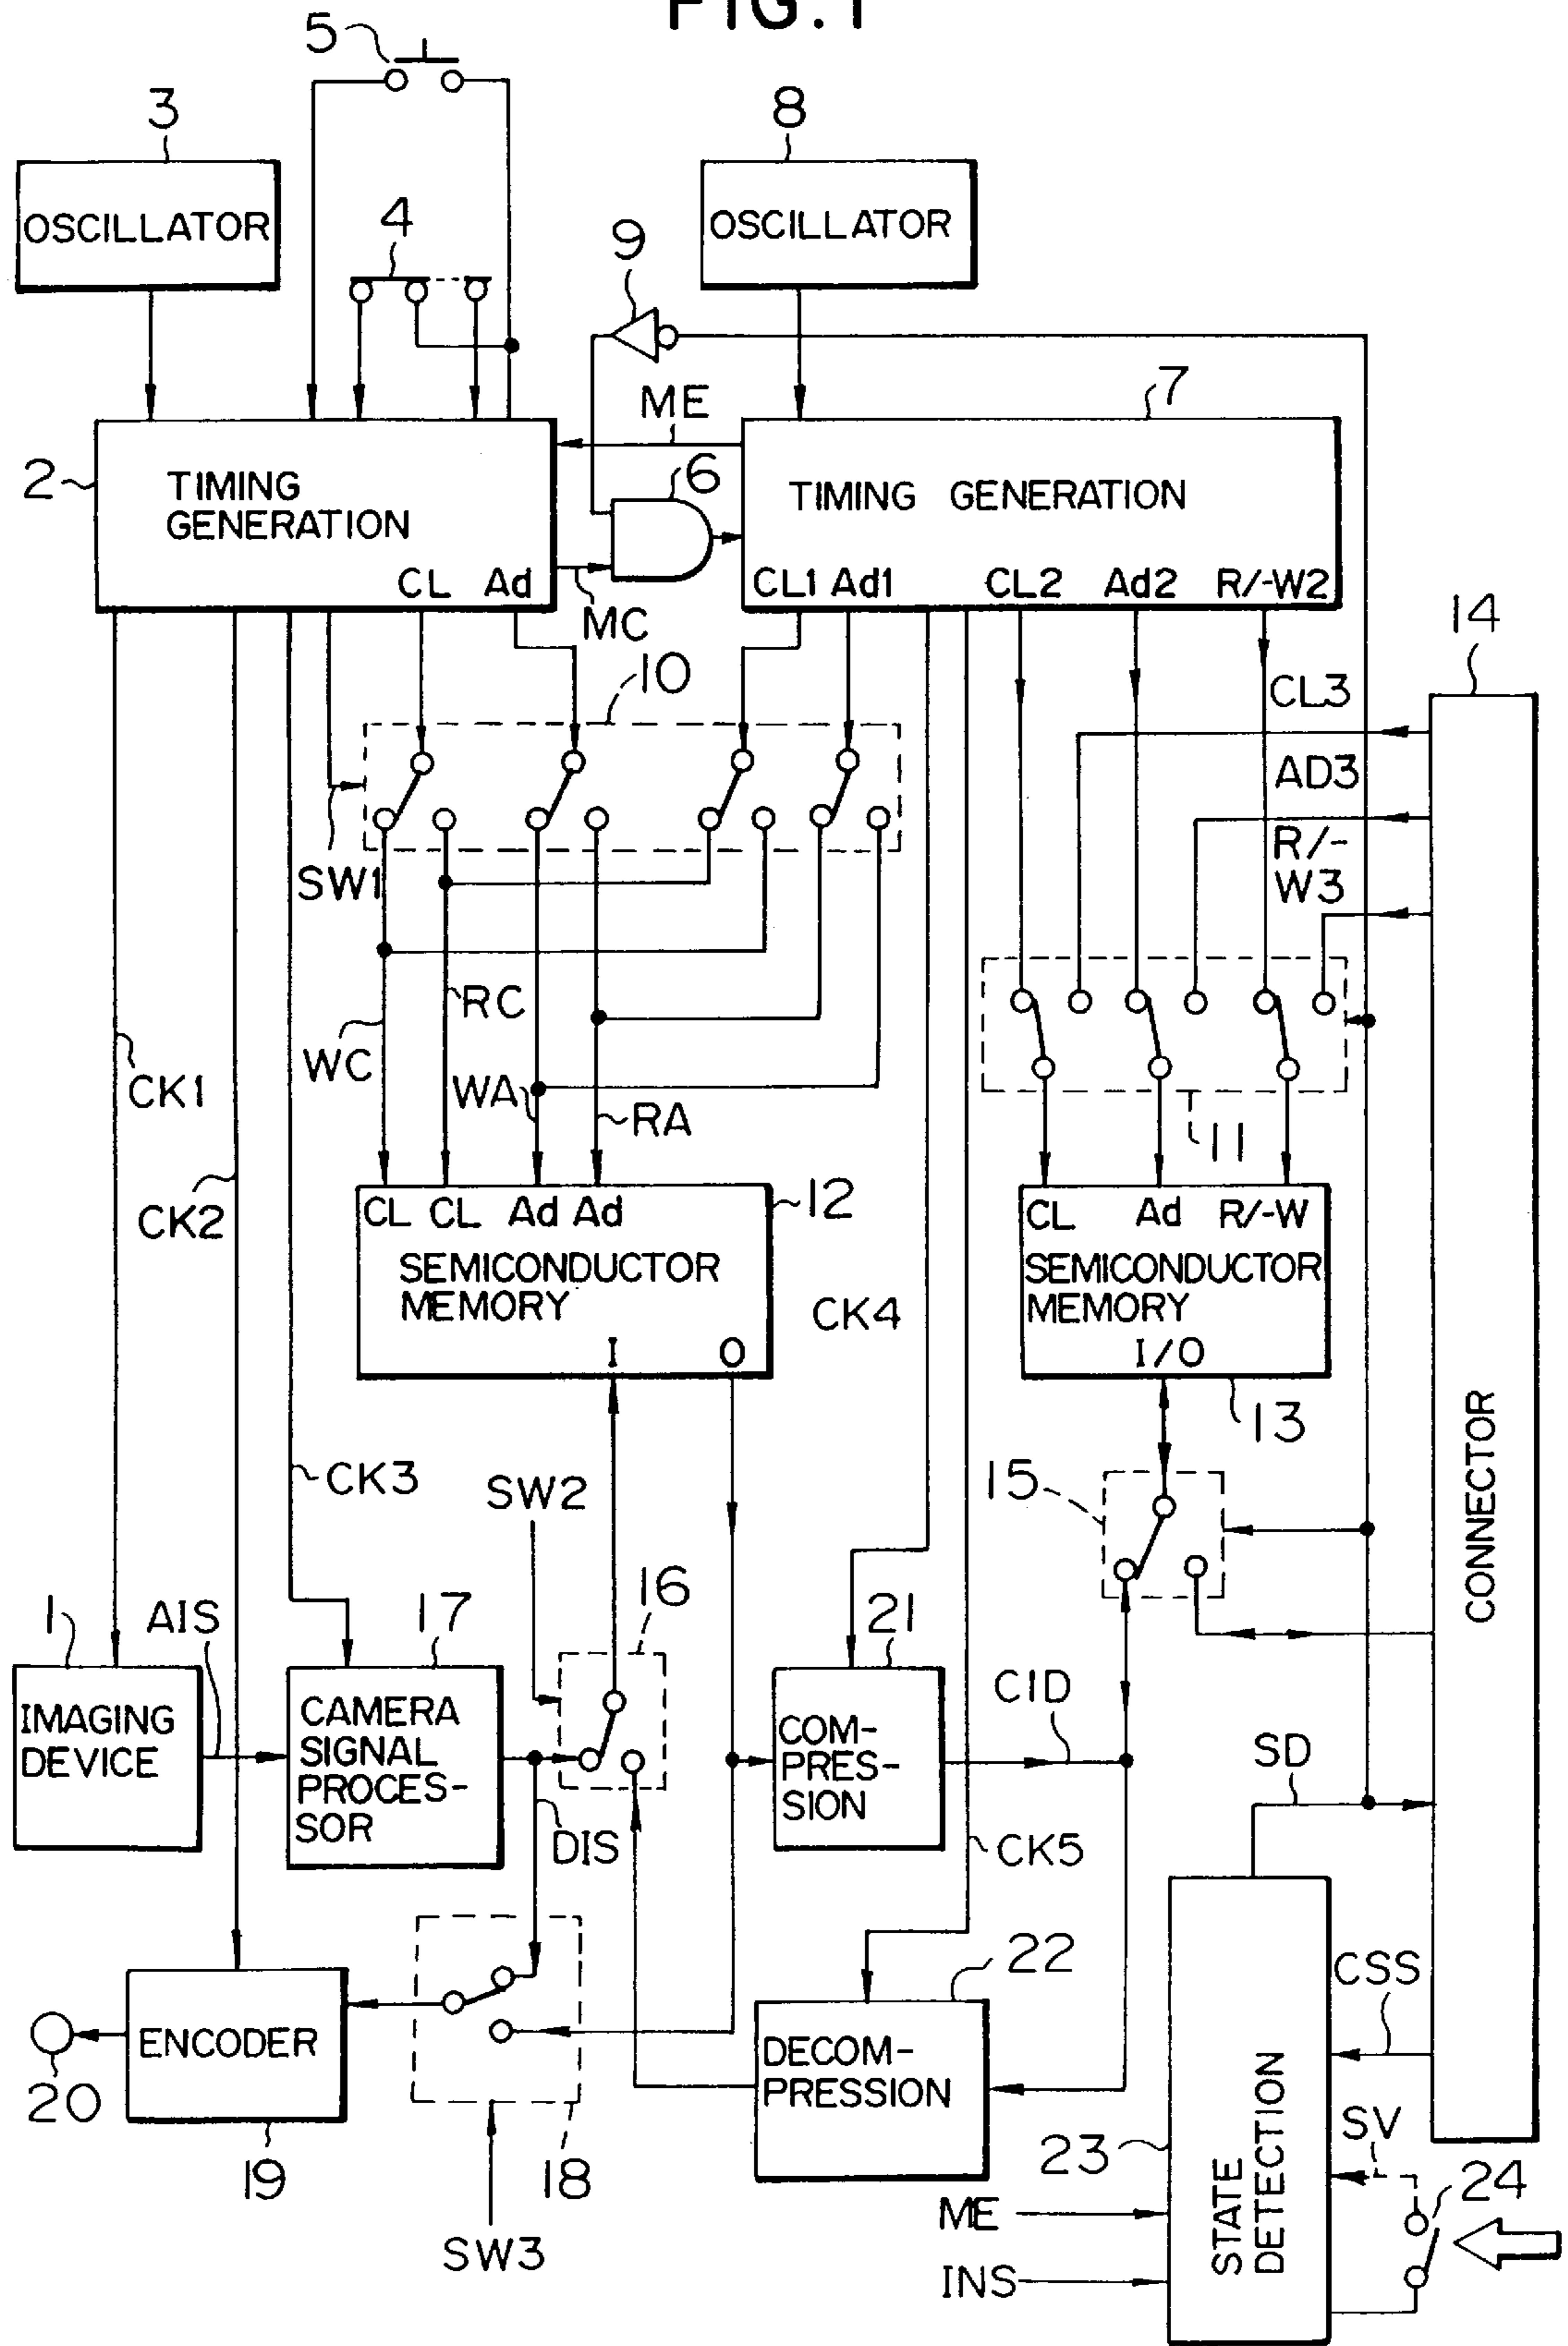 FIG.1
5
3
8
OSCILLATOR
4
9
OSCILLATOR
7
ME
2
TIMING
GENERATION
6
TIMING GENERATION
CL Ad
CL1 Ad1 CL2 Ad2 R/-W2
MC
14
10
CL3
AD3
R/-
W3
SW1
RC
WC
CK1
WA
RA
11
CK2
12
CL CL Ad Ad
SEMICONDUCTOR
MEMORY
I O
CL Ad R/-W
SEMICONDUCTOR
MEMORY
I/O
CK4
13
CONNECTOR
CK3
SW2
15
16
1
AIS
17
21
IMAGING
DEVICE
CAMERA
SIGNAL
PROCES-
SOR
CID
COM-
PRES-
SION
SD
DIS
CK5
22
CSS
ENCODER
DECOM-
PRESSION
20
19
18
23
STATE
DETECTION
SV
24
ME
SW3
INS